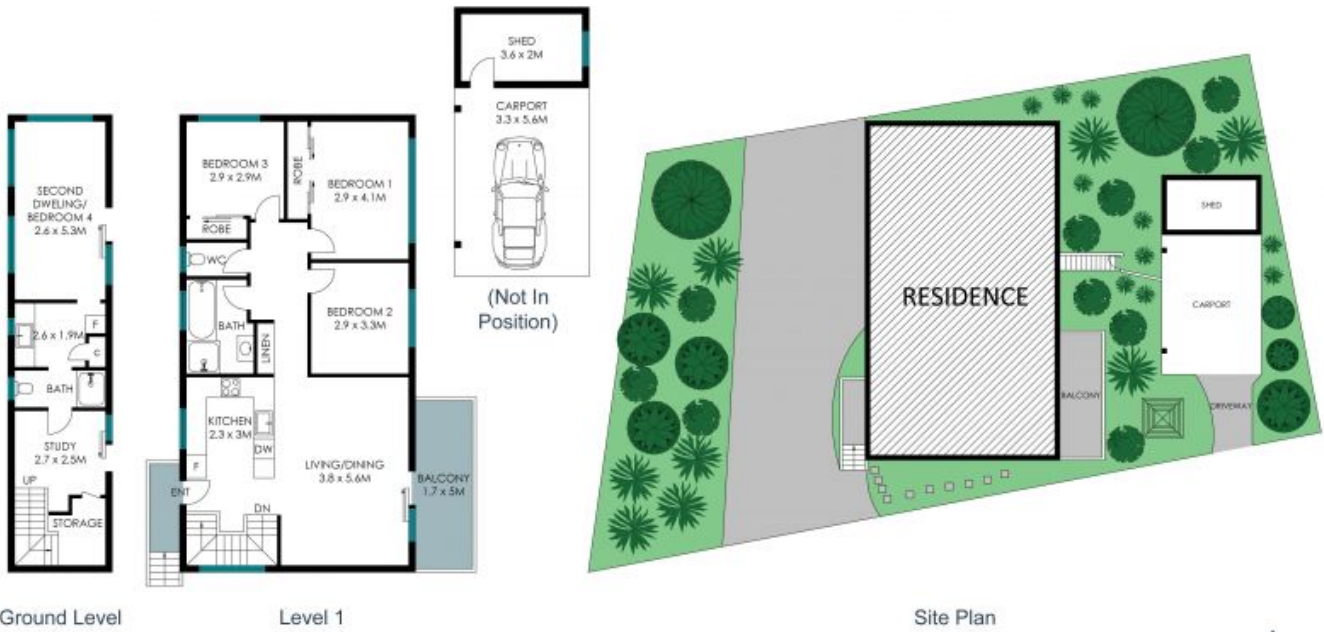 SECOND
DWELING/
BEDROOM 4
2.6 x 5.3M
F
2.6 x 1.9M
C
BATH
STUDY
2.7 x 2.5M
UP
STORAGE
Ground Level
BEDROOM 3
2.9 x 2.9M
ROBE
BEDROOM 1
2.9 x 4.1M
ROBE
WC
BATH
LINEN
BEDROOM 2
2.9 x 3.3M
KITCHEN
2.3 x 3M
DW
F
LIVING/DINING
3.8 x 5.6M
BALCONY
1.7 x 5M
ENT
DN
Level 1
SHED
3.6 x 2M
CARPORT
3.3 x 5.6M
(Not In
Position)
RESIDENCE
SHED
CARPORT
BALCONY
DRIVEWAY
Site Plan